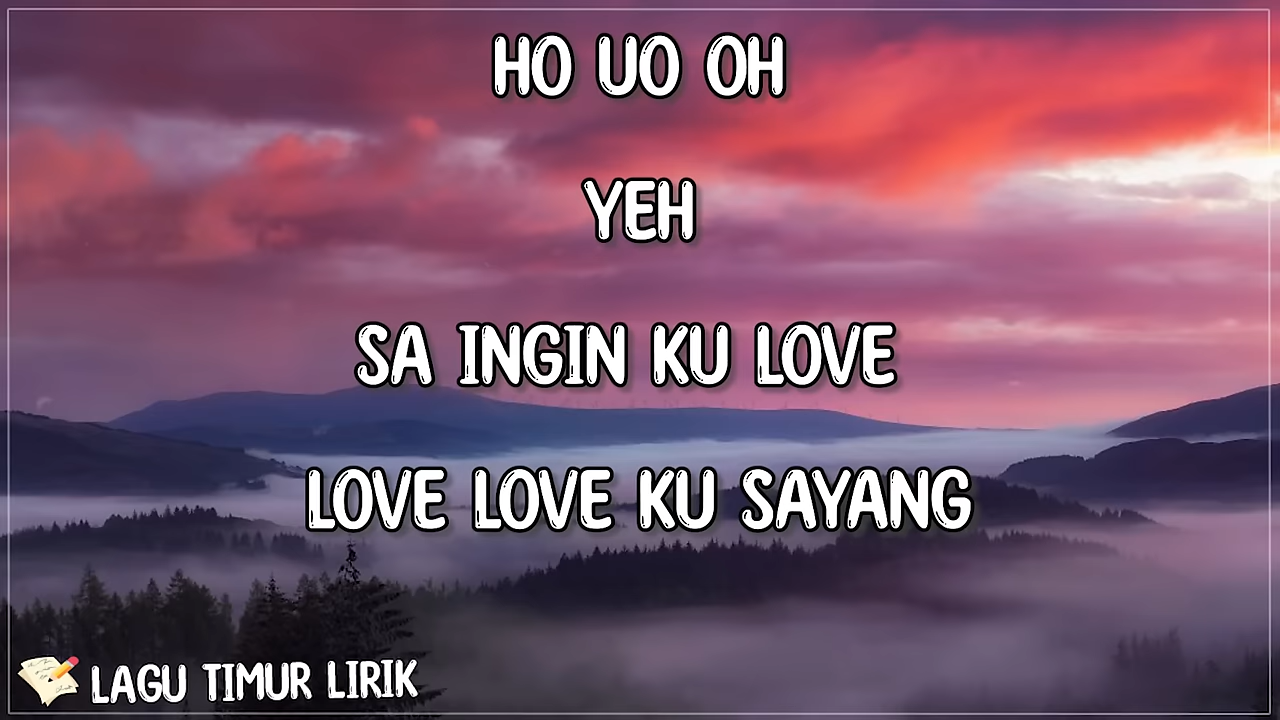 HO UO OH
YEH
SA INGIN KU LOVE
LOVE LOVE KU SAYANG
LAGU TIMUR LIRIK